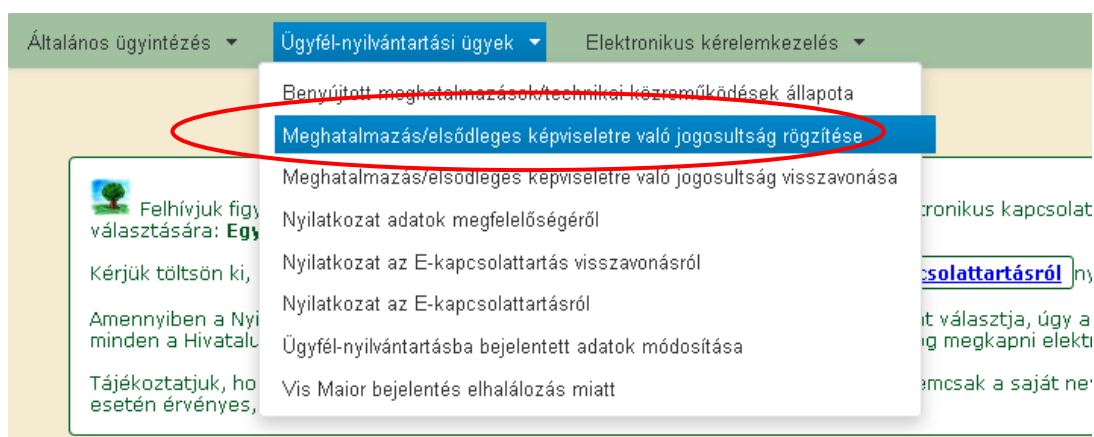 Általános ügyintézés
Ügyfél-nyilvántartási ügyek
Elektronikus kérelemkezelés
Benyújtott meghatalmazások/technikai közreműködések állapota
Meghatalmazás/elsődleges képviseletre való jogosultság rögzítése
Meghatalmazás/elsődleges képviseletre való jogosultság visszavonása
Nyilatkozat adatok megfelelőségéről
Nyilatkozat az E-kapcsolattartás visszavonásról
Nyilatkozat az E-kapcsolattartásról
Ügyfél-nyilvántartásba bejelentett adatok módosítása
Vis Maior bejelentés elhalálozás miatt
Felhívjuk figy
tronikus kapcsolat
választására: Egy
Kérjük töltsön ki,
csolattartásról ny
Amennyiben a Nyi
t választja, úgy a
minden a Hivatalu
g megkapni elektr
Tájékoztatjuk, ho
emcsak a saját ne
esetén érvényes,